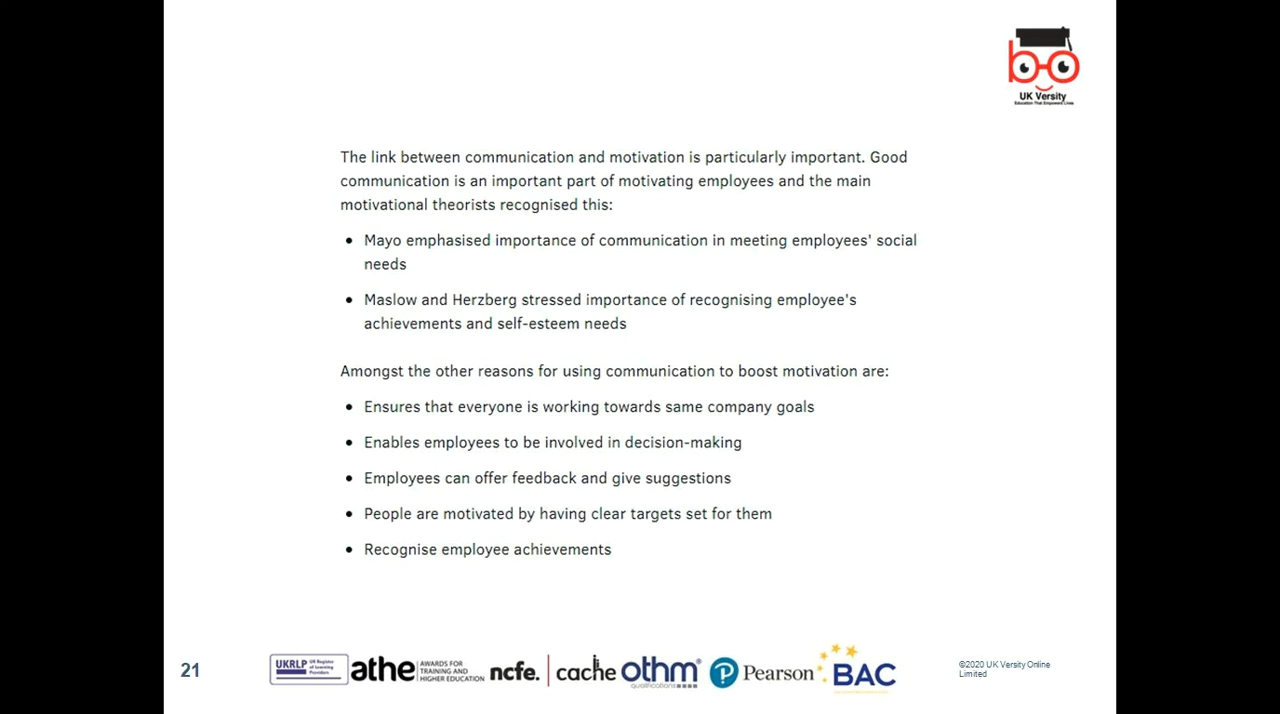 UK Versity
Education That Empowers Lives
The link between communication and motivation is particularly important. Good
communication is an important part of motivating employees and the main
motivational theorists recognised this:
• Mayo emphasised importance of communication in meeting employees' social
needs
• Maslow and Herzberg stressed importance of recognising employee's
achievements and self-esteem needs
Amongst the other reasons for using communication to boost motivation are:
• Ensures that everyone is working towards same company goals
• Enables employees to be involved in decision-making
• Employees can offer feedback and give suggestions
• People are motivated by having clear targets set for them
• Recognise employee achievements
21
UKRLP UK Register of Learning Providers
athe AWARDS FOR TRAINING AND HIGHER EDUCATION
ncfe.
cache
othm qualifications
Pearson
BAC
©2020 UK Versity Online
Limited